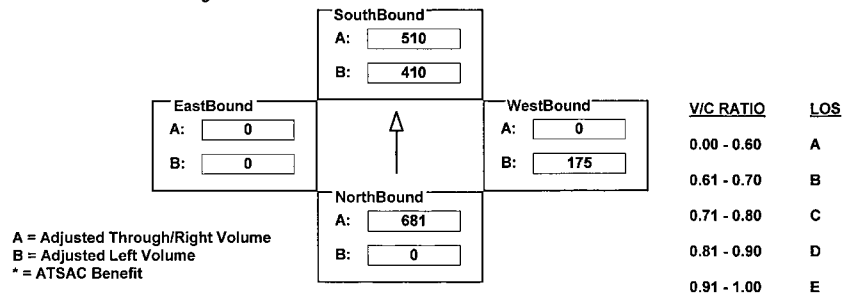 SouthBound
A: 510
B: 410
EastBound
A: 0
B: 0
WestBound
A: 0
B: 175
NorthBound
A: 681
B: 0
A = Adjusted Through/Right Volume
B = Adjusted Left Volume
* = ATSAC Benefit
V/C RATIO LOS
0.00 - 0.60 A
0.61 - 0.70 B
0.71 - 0.80 C
0.81 - 0.90 D
0.91 - 1.00 E